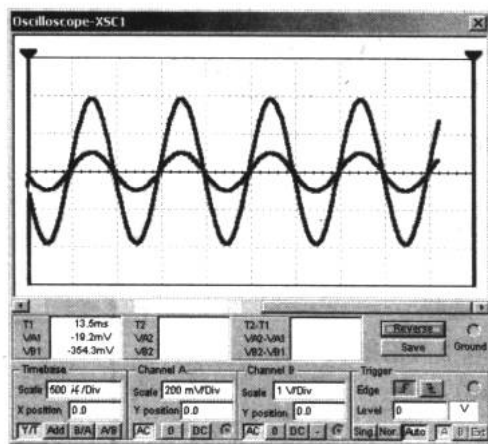 Oscilloscope-XSC1
T1 13.5ms T2 T2-T1
VA1 -19.2mV VA2 VA2-VA1
VB1 -354.3mV VB2 VB2-VB1
Reverse
Save
Ground
Timebase Channel A Channel B Trigger
Scale 500 /Div Scale 200 mV/Div Scale 1 V/Div Edge
X position 0.0 Y position 0.0 Y position 0.0 Level 0 V
Y/T Add B/A A/B AC 0 DC AC 0 DC - Sing. Nor. Auto A B Ext